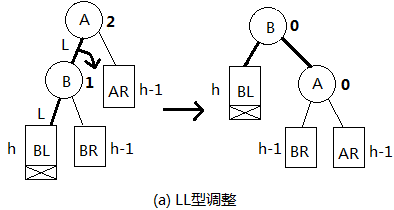 A 2 B 0
L
B 1 AR h-1 h BL A 0
L
h BL BR h-1 h-1 BR AR h-1
(a) LL型调整